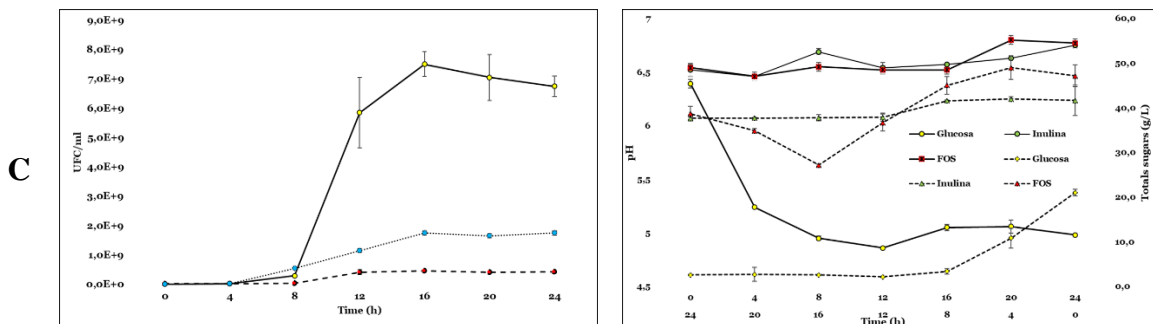 C
9,0E+9
8,0E+9
7,0E+9
6,0E+9
5,0E+9
4,0E+9
3,0E+9
2,0E+9
1,0E+9
0,0E+0
UFC/ml
0 4 8 12 16 20 24
Time (h)
7
6,5
6
5,5
5
4,5
pH
60,0
50,0
40,0
30,0
20,0
10,0
0,0
Totals sugars (g/L)
Glucosa Inulina
FOS Glucosa
Inulina FOS
0 4 8 12 8 20 24
24 20 16 12 8 4 0
Time (h)